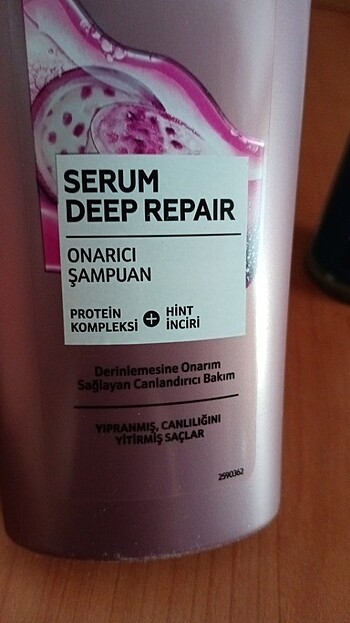 SERUM
DEEP REPAIR
ONARICI
ŞAMPUAN
PROTEİN
KOMPLEKSİ + HİNT
İNCİRİ
Derinlemesine Onarım
Sağlayan Canlandırıcı Bakım
YIPRANMIŞ, CANLILIĞINI
YİTİRMİŞ SAÇLAR
2590362